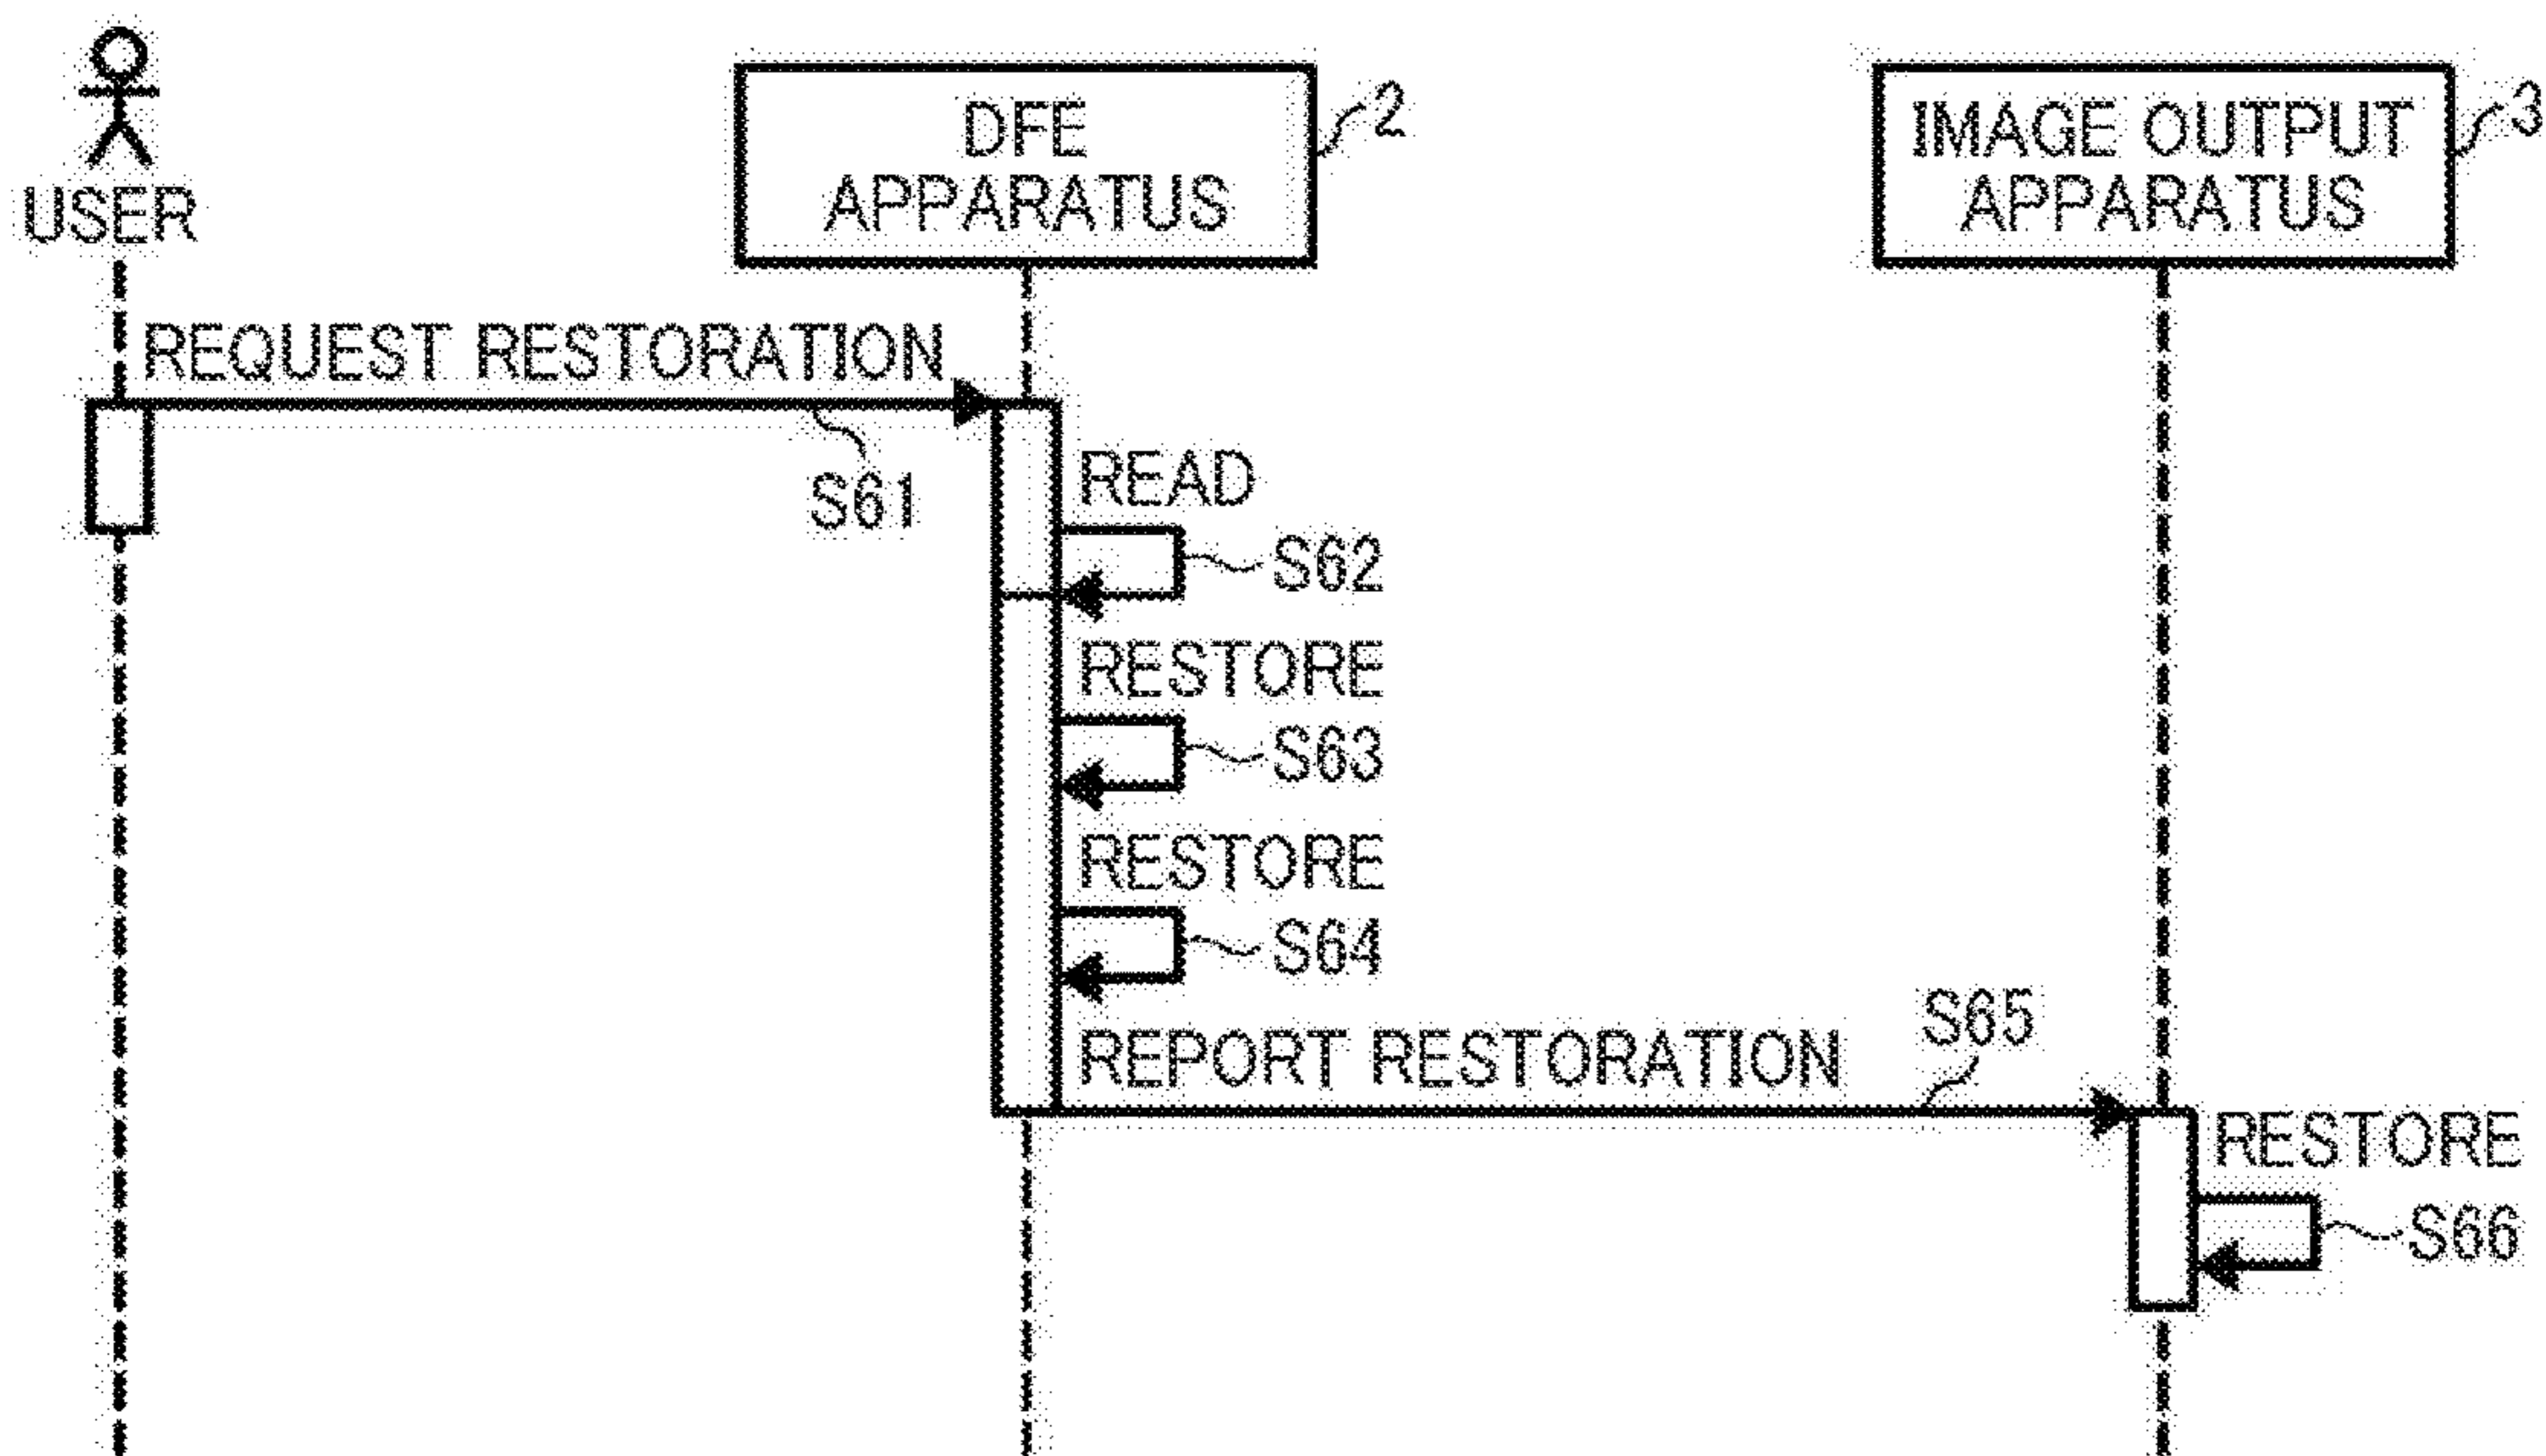 USER
DFE
APPARATUS
2
IMAGE OUTPUT
APPARATUS
3
REQUEST RESTORATION
S61
READ
S62
RESTORE
S63
RESTORE
S64
REPORT RESTORATION
S65
RESTORE
S66